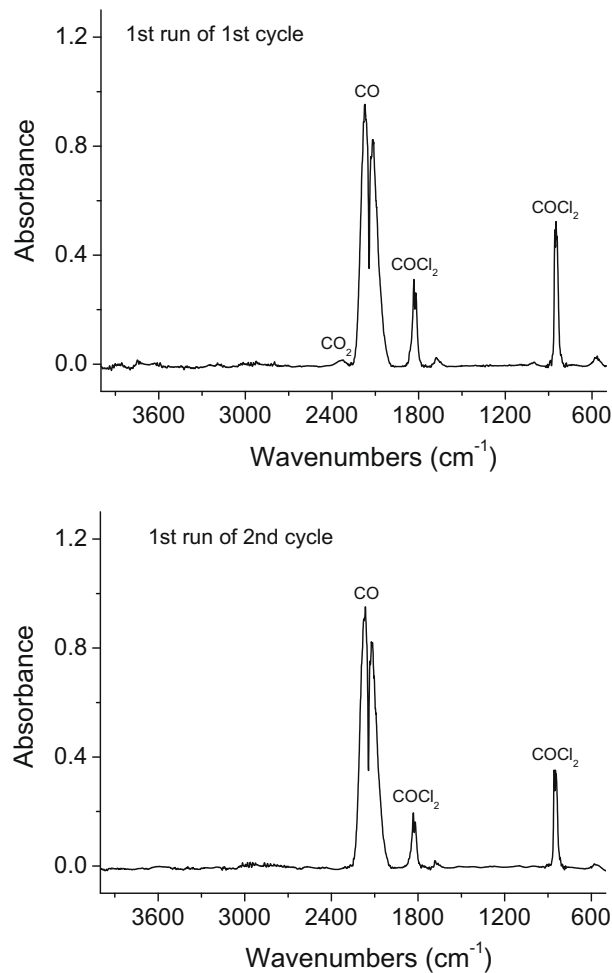 1st run of 1st cycle
1.2
0.8
0.4
0.0
Absorbance
CO
COCl₂
COCl₂
CO₂
3600 3000 2400 1800 1200 600
Wavenumbers (cm⁻¹)
1st run of 2nd cycle
1.2
0.8
0.4
0.0
Absorbance
CO
COCl₂
COCl₂
3600 3000 2400 1800 1200 600
Wavenumbers (cm⁻¹)